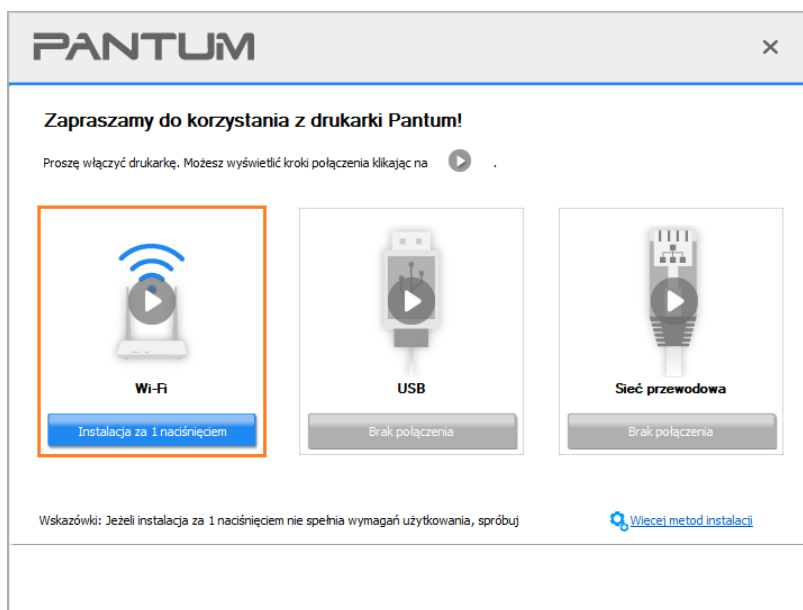 PANTUM
Zapraszamy do korzystania z drukarki Pantum!
Proszę włączyć drukarkę. Możesz wyświetlić kroki połączenia klikając na .
Wi-Fi
USB
Sieć przewodowa
Instalacja za 1 naciśnięciem
Brak połączenia
Brak połączenia
Wskazówki: Jeżeli instalacja za 1 naciśnięciem nie spełnia wymagań użytkowania, spróbuj Więcej metod instalacji